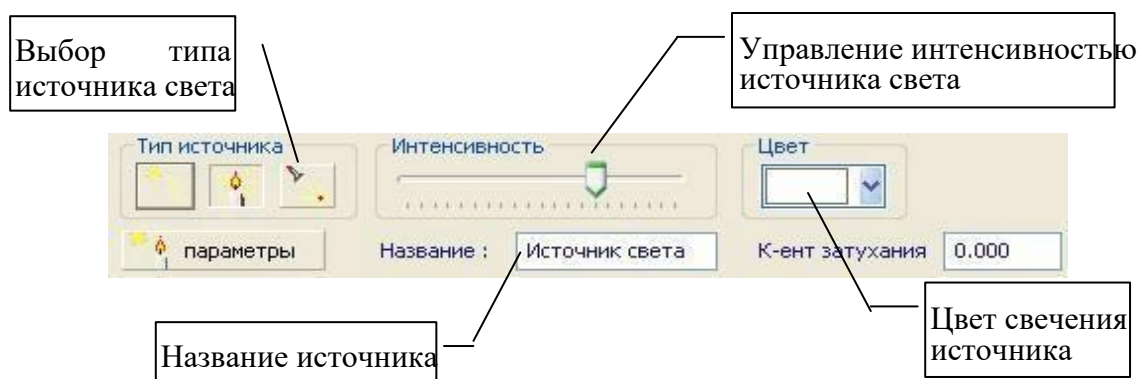 Выбор типа
источника света
Управление интенсивностью
источника света
Тип источника
Интенсивность
Цвет
параметры
Название :
Источник света
К-ент затухания
0.000
Название источника
Цвет свечения
источника